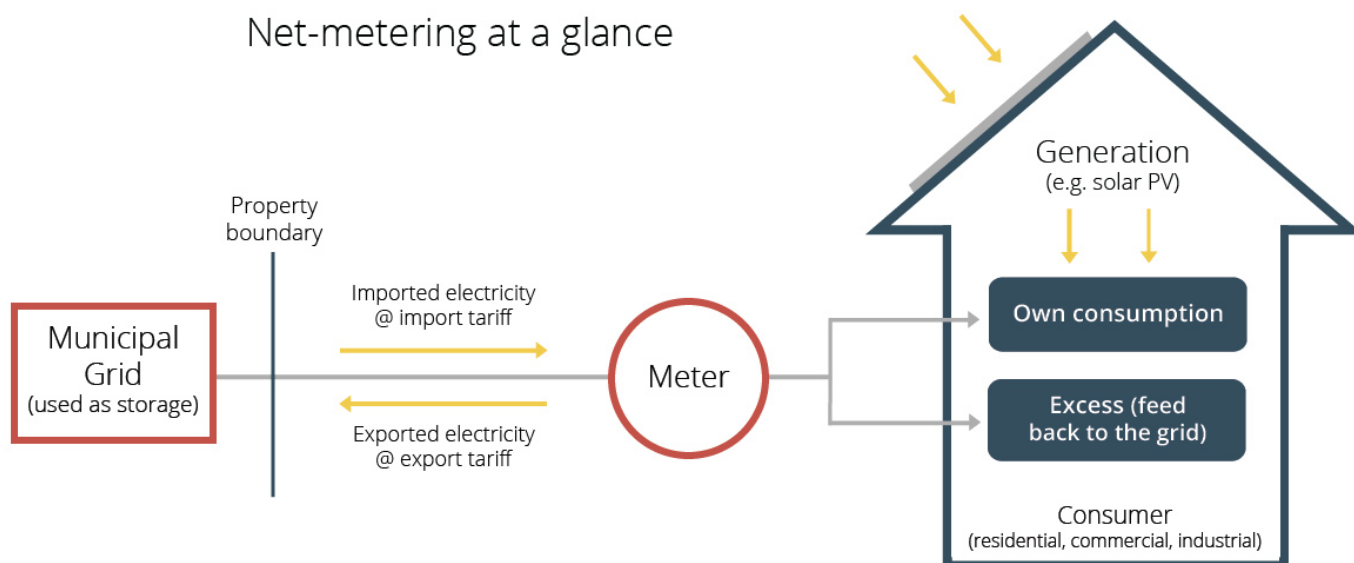 Net-metering at a glance
Property
boundary
Municipal
Grid
(used as storage)
Imported electricity
@ import tariff
Exported electricity
@ export tariff
Meter
Generation
(e.g. solar PV)
Own consumption
Excess (feed
back to the grid)
Consumer
(residential, commercial, industrial)